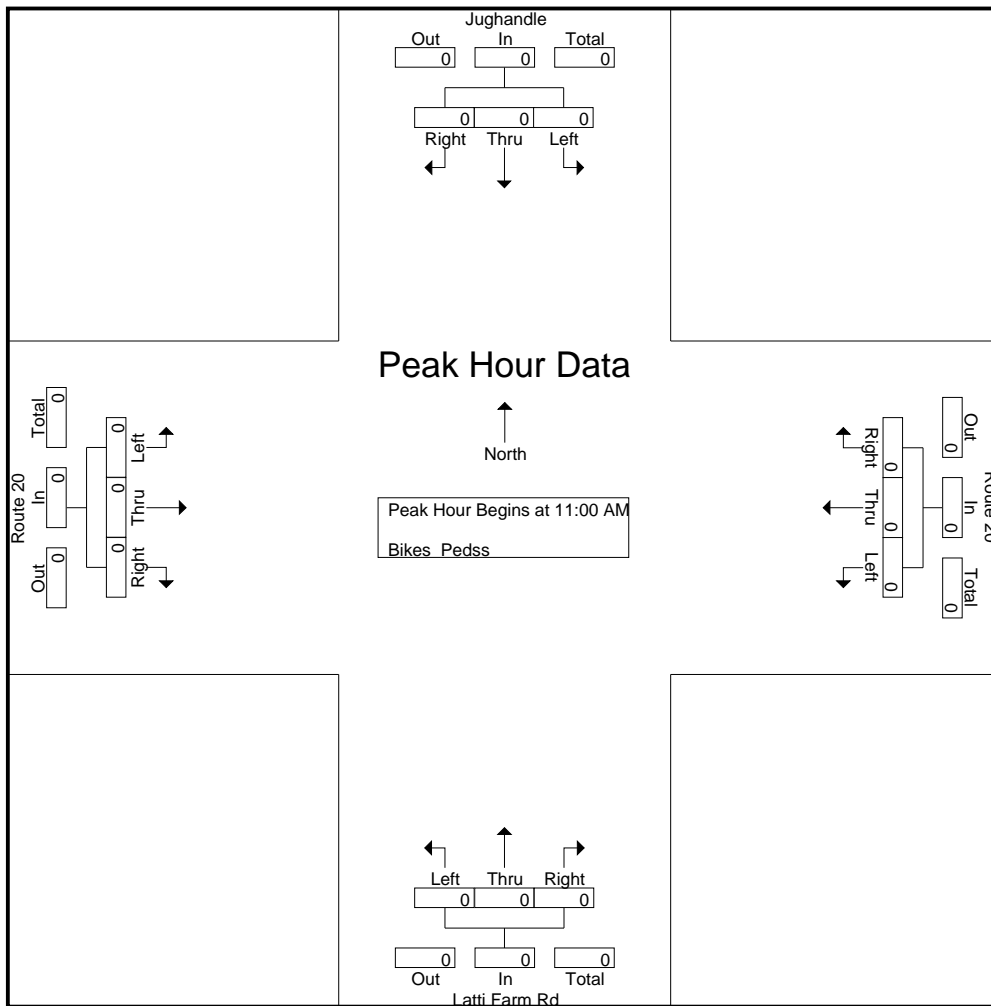 Jughandle
Out In Total
0 0 0
0 0 0
Right Thru Left
Peak Hour Data
North
Peak Hour Begins at 11:00 AM
Bikes Pedss
Route 20
Total In Out
0 0 0
0 0 0
Left Thru Right
Right Thru Left
0 0 0
0 0 0
Out In Total
Route 20
Left Thru Right
0 0 0
0 0 0
Out In Total
Latti Farm Rd